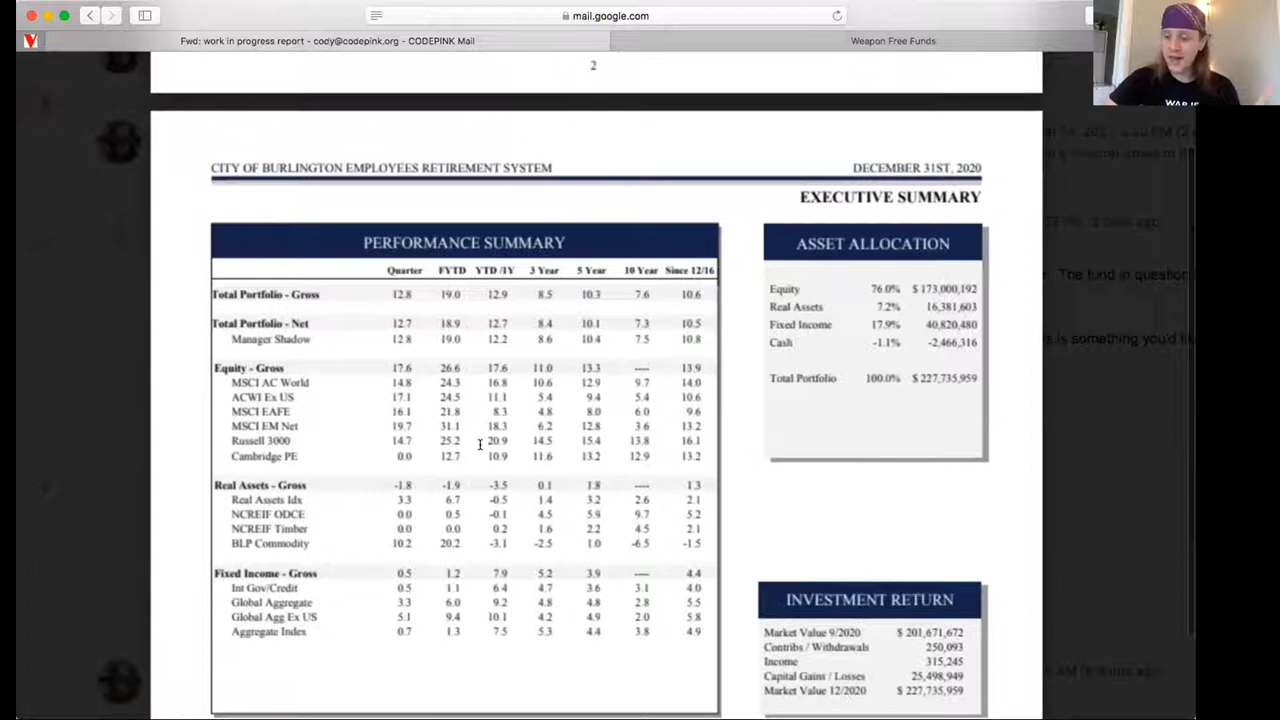 mail.google.com
Fwd: work in progress report - cody@codepink.org - CODEPINK Mail
Weapon Free Funds
2
WAR IS
CITY OF BURLINGTON EMPLOYEES RETIREMENT SYSTEM DECEMBER 31ST, 2020
EXECUTIVE SUMMARY
PERFORMANCE SUMMARY
Quarter FYTD YTD /1Y 3 Year 5 Year 10 Year Since 12/16
Total Portfolio - Gross 12.8 19.0 12.9 8.5 10.3 7.6 10.6
Total Portfolio - Net 12.7 18.9 12.7 8.4 10.1 7.3 10.5
Manager Shadow 12.8 19.0 12.2 8.6 10.4 7.5 10.8
Equity - Gross 17.6 26.6 17.6 11.0 13.3 ---- 13.9
MSCI AC World 14.8 24.3 16.8 10.6 12.9 9.7 14.0
ACWI Ex US 17.1 24.5 11.1 5.4 9.4 5.4 10.6
MSCI EAFE 16.1 21.8 8.3 4.8 8.0 6.0 9.6
MSCI EM Net 19.7 31.1 18.3 6.2 12.8 3.6 13.2
Russell 3000 14.7 25.2 20.9 14.5 15.4 13.8 16.1
Cambridge PE 0.0 12.7 10.9 11.6 13.2 12.9 13.2
Real Assets - Gross -1.8 -1.9 -3.5 0.1 1.8 ---- 1.3
Real Assets Idx 3.3 6.7 -0.5 1.4 3.2 2.6 2.1
NCREIF ODCE 0.0 0.5 -0.1 4.5 5.9 9.7 5.2
NCREIF Timber 0.0 0.0 0.2 1.6 2.2 4.5 2.1
BLP Commodity 10.2 20.2 -3.1 -2.5 1.0 -6.5 -1.5
Fixed Income - Gross 0.5 1.2 7.9 5.2 3.9 ---- 4.4
Int Gov/Credit 0.5 1.1 6.4 4.7 3.6 3.1 4.0
Global Aggregate 3.3 6.0 9.2 4.8 4.8 2.8 5.5
Global Agg Ex US 5.1 9.4 10.1 4.2 4.9 2.0 5.8
Aggregate Index 0.7 1.3 7.5 5.3 4.4 3.8 4.9
ASSET ALLOCATION
Equity 76.0% $ 173,000,192
Real Assets 7.2% 16,381,603
Fixed Income 17.9% 40,820,480
Cash -1.1% -2,466,316
Total Portfolio 100.0% $ 227,735,959
INVESTMENT RETURN
Market Value 9/2020 $ 201,671,672
Contribs / Withdrawals 250,093
Income 315,245
Capital Gains / Losses 25,498,949
Market Value 12/2020 $ 227,735,959
The fund in question
is something you'd li